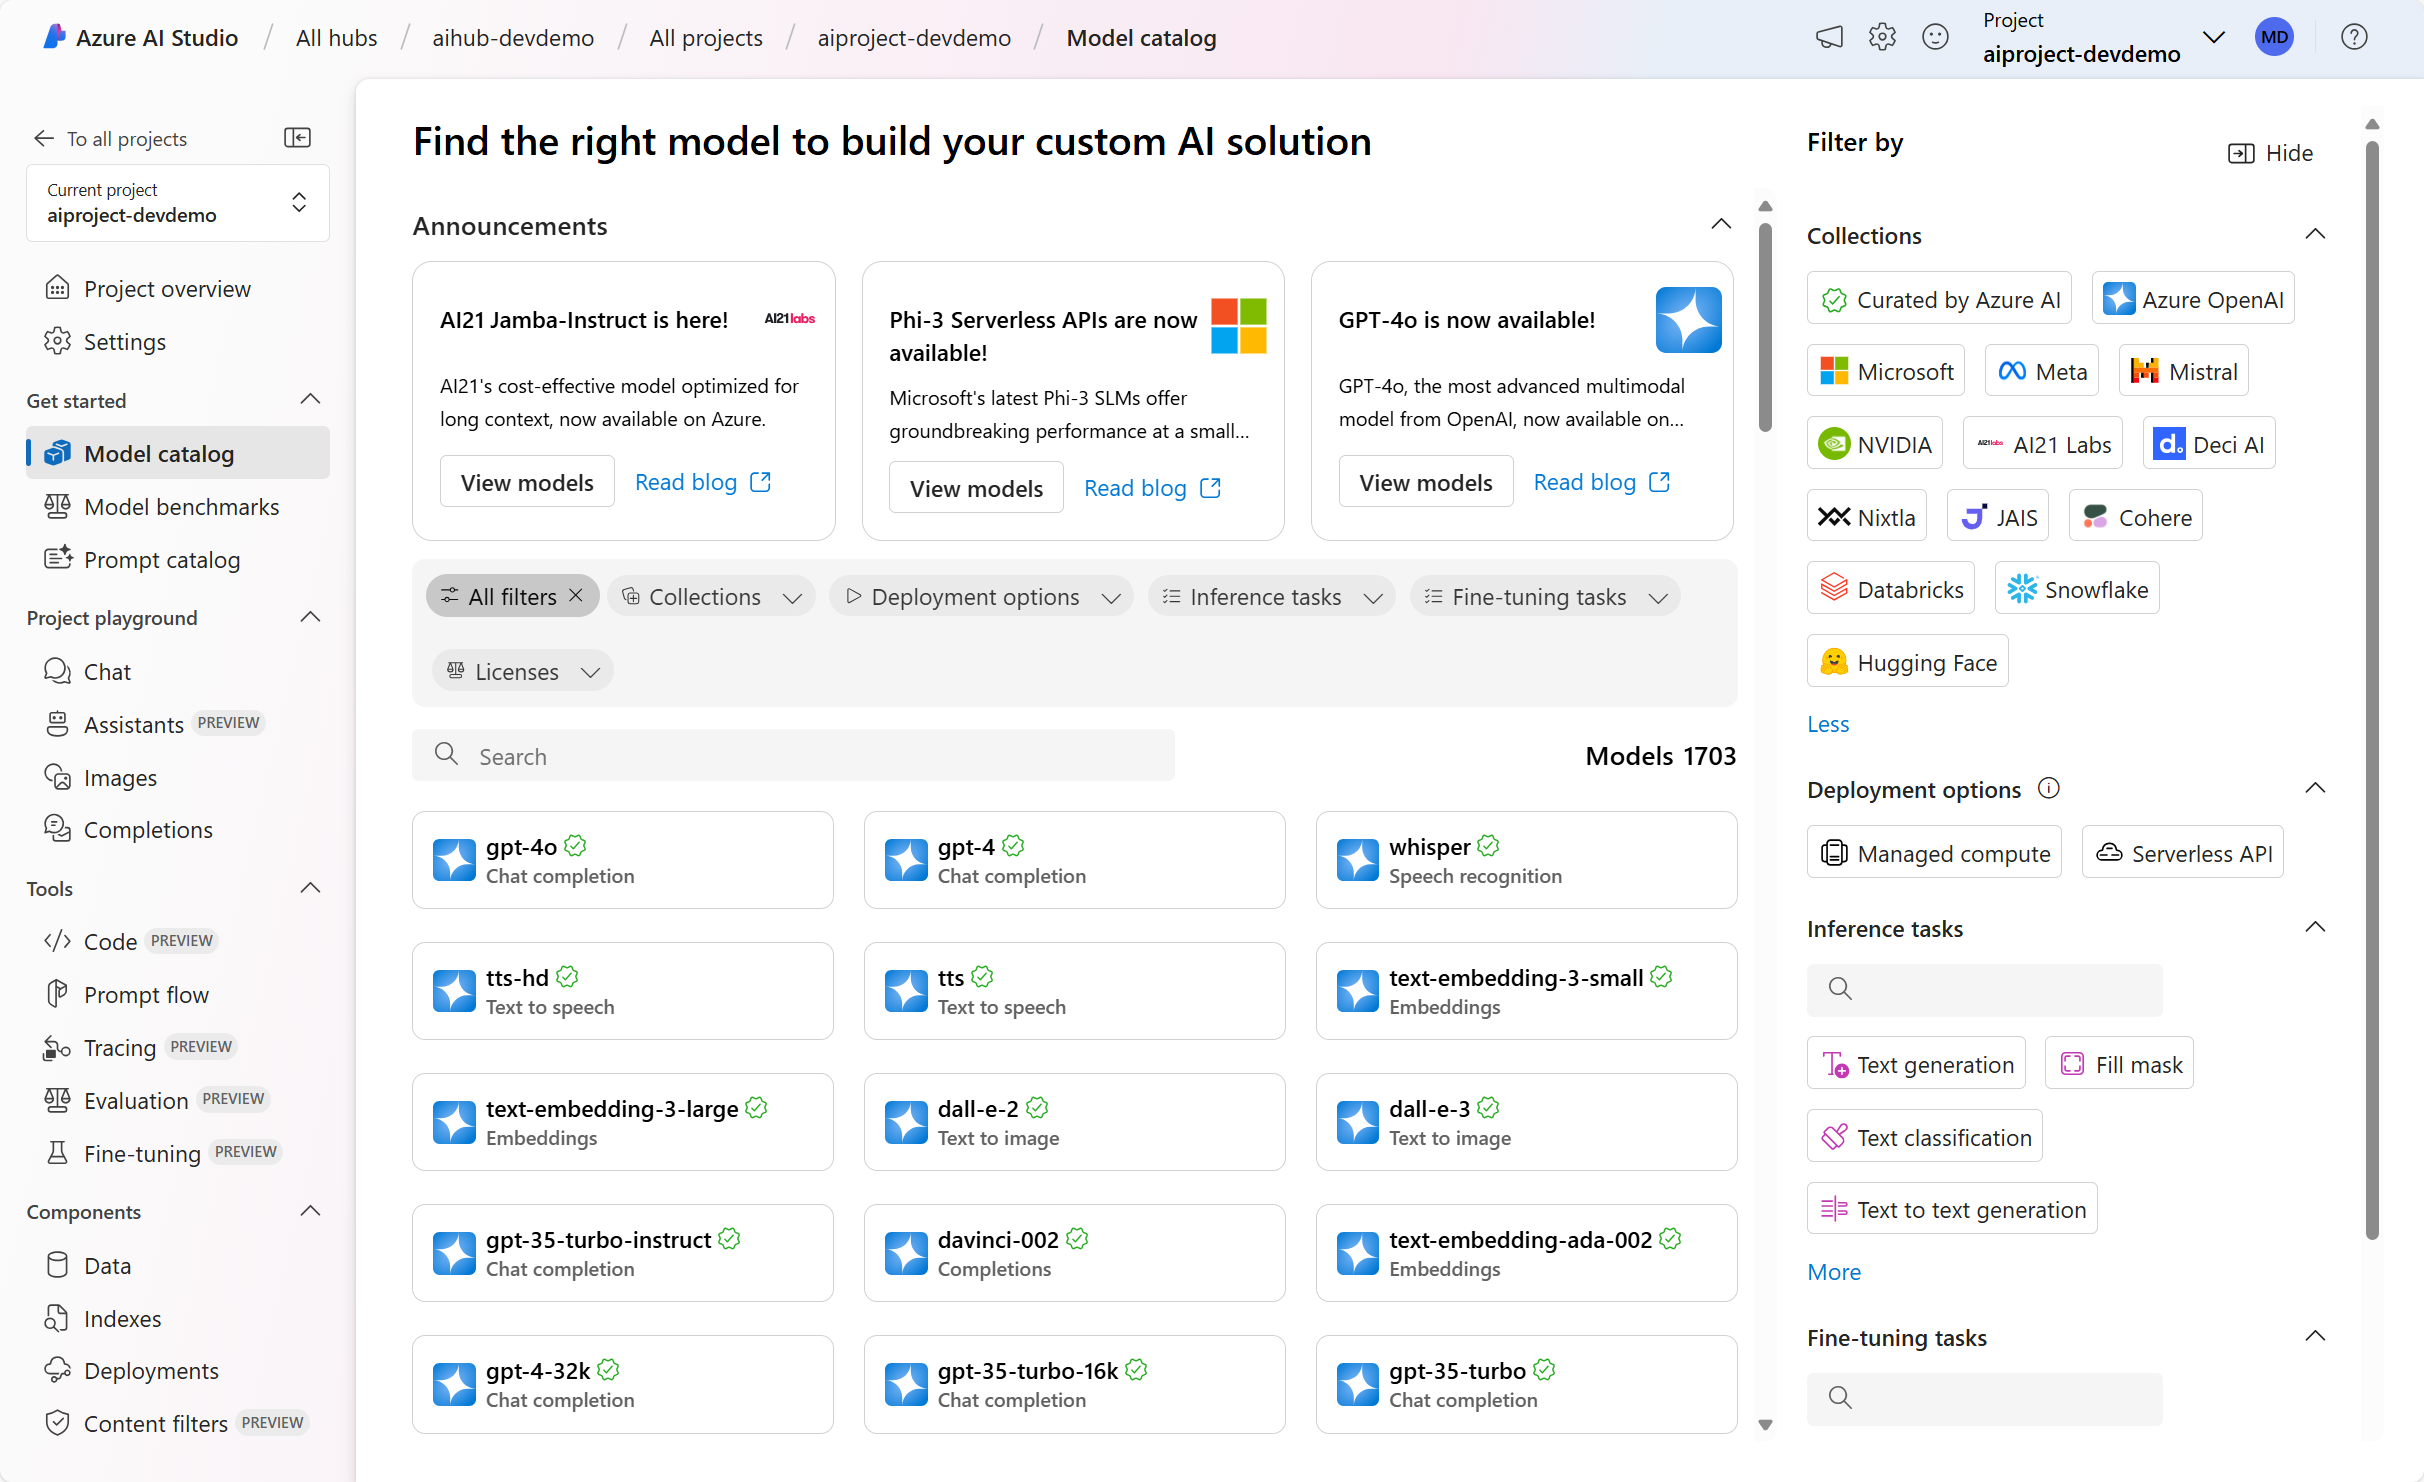 Azure AI Studio / All hubs / aihub-devdemo / All projects / aiproject-devdemo / Model catalog
Project
aiproject-devdemo
MD
To all projects
Current project
aiproject-devdemo
Project overview
Settings
Get started
Model catalog
Model benchmarks
Prompt catalog
Project playground
Chat
Assistants PREVIEW
Images
Completions
Tools
Code PREVIEW
Prompt flow
Tracing PREVIEW
Evaluation PREVIEW
Fine-tuning PREVIEW
Components
Data
Indexes
Deployments
Content filters PREVIEW
Find the right model to build your custom AI solution
Announcements
AI21 Jamba-Instruct is here!
AI21labs
AI21's cost-effective model optimized for
long context, now available on Azure.
View models Read blog
Phi-3 Serverless APIs are now
available!
Microsoft's latest Phi-3 SLMs offer
groundbreaking performance at a small...
View models Read blog
GPT-4o is now available!
GPT-4o, the most advanced multimodal
model from OpenAI, now available on...
View models Read blog
All filters Collections Deployment options Inference tasks Fine-tuning tasks
Licenses
Search
Models 1703
gpt-4o
Chat completion
gpt-4
Chat completion
whisper
Speech recognition
tts-hd
Text to speech
tts
Text to speech
text-embedding-3-small
Embeddings
text-embedding-3-large
Embeddings
dall-e-2
Text to image
dall-e-3
Text to image
gpt-35-turbo-instruct
Chat completion
davinci-002
Completions
text-embedding-ada-002
Embeddings
gpt-4-32k
Chat completion
gpt-35-turbo-16k
Chat completion
gpt-35-turbo
Chat completion
Filter by
Hide
Collections
Curated by Azure AI Azure OpenAI
Microsoft Meta Mistral
NVIDIA AI21labs AI21 Labs d. Deci AI
Nixtla JAIS Cohere
Databricks Snowflake
Hugging Face
Less
Deployment options
Managed compute Serverless API
Inference tasks
Text generation Fill mask
Text classification
Text to text generation
More
Fine-tuning tasks